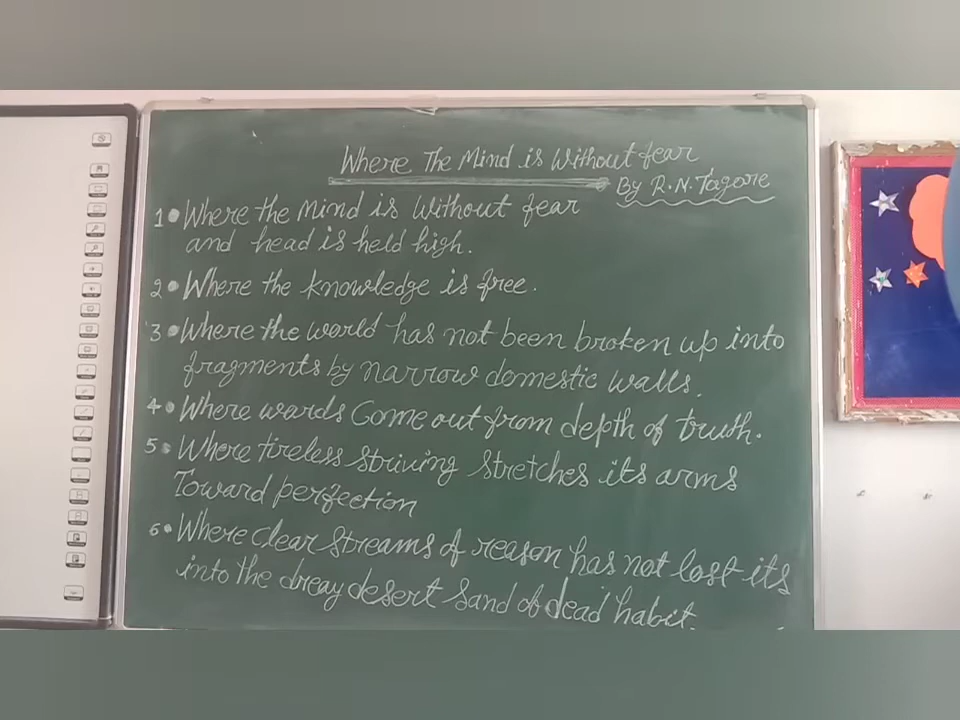 Where The Mind is Without fear
By R.N. Tagore
1. Where the Mind is Without fear
and head is held high.
2. Where the knowledge is free.
3. Where the world has not been broken up into
fragments by narrow domestic walls.
4. Where words Come out from depth of truth.
5. Where tireless striving stretches its arms
Toward perfection
6. Where clear streams of reason has not lost its
into the dreay desert Sand of dead habit.